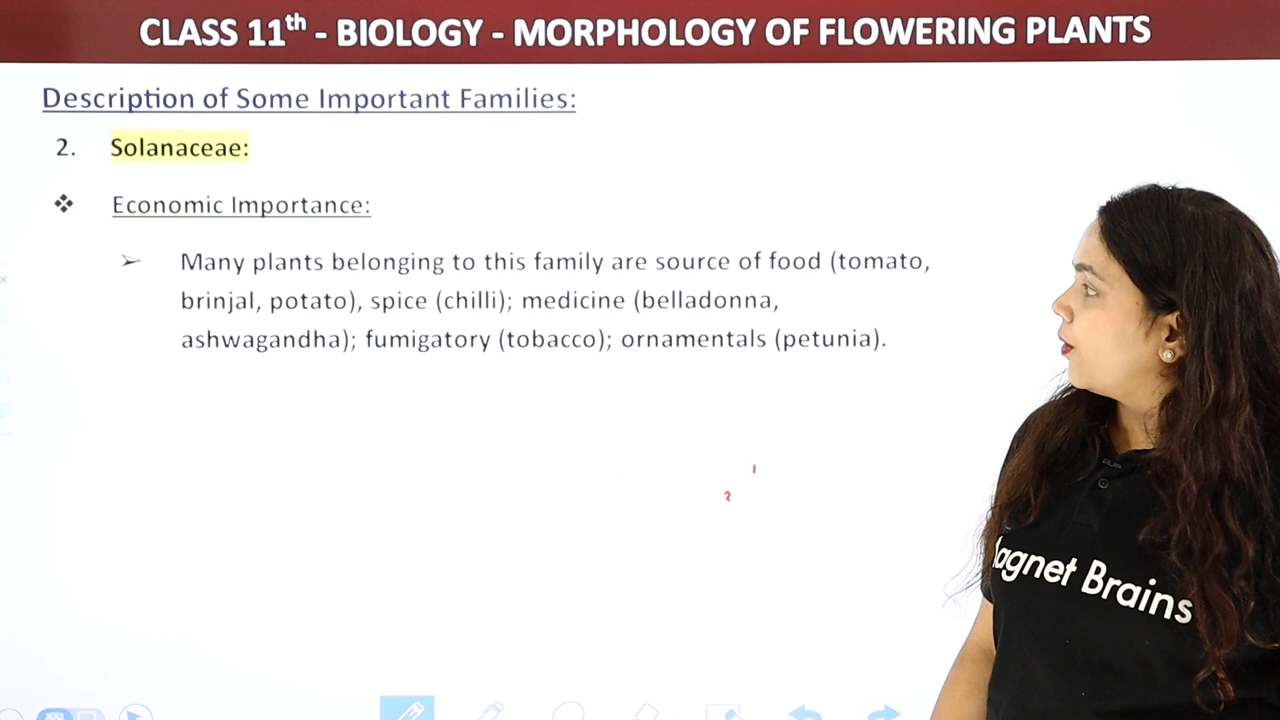 CLASS 11th - BIOLOGY - MORPHOLOGY OF FLOWERING PLANTS
Description of Some Important Families:
2. Solanaceae:
❖ Economic Importance:
➢ Many plants belonging to this family are source of food (tomato,
brinjal, potato), spice (chilli); medicine (belladonna,
ashwagandha); fumigatory (tobacco); ornamentals (petunia).
agnet Brains